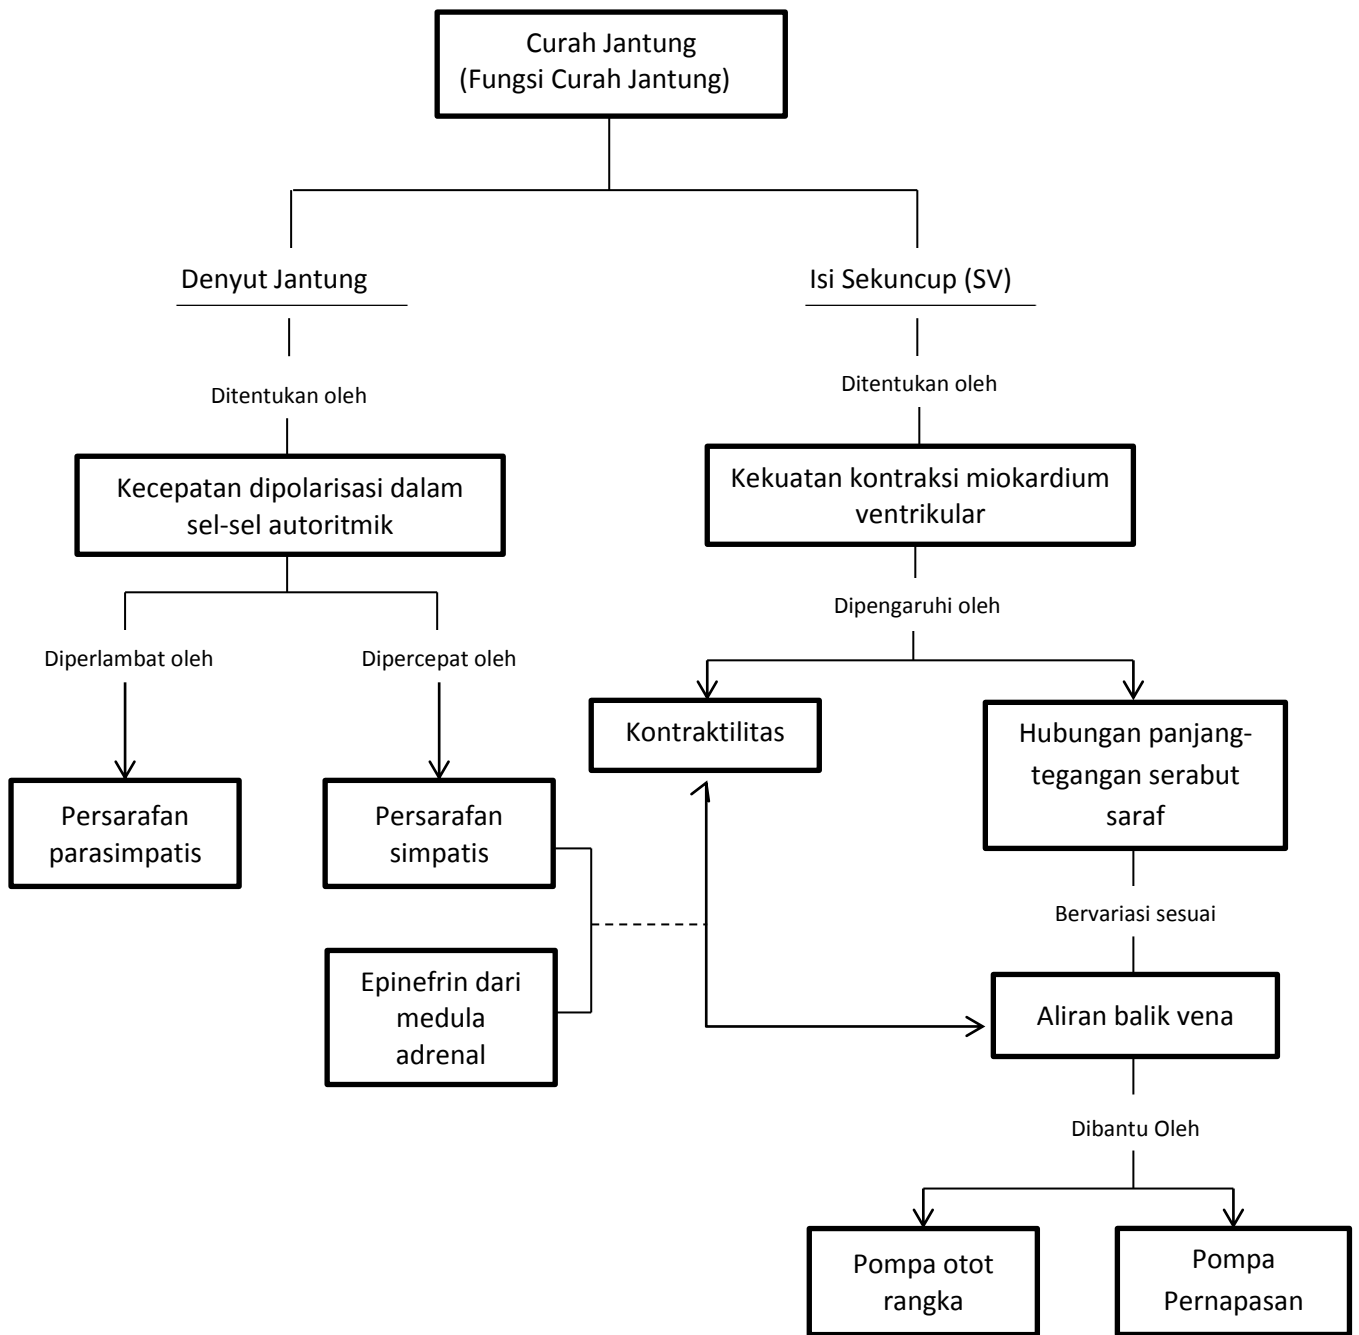 Curah Jantung
(Fungsi Curah Jantung)
Denyut Jantung
Isi Sekuncup (SV)
Ditentukan oleh
Ditentukan oleh
Kecepatan dipolarisasi dalam
sel-sel autoritmik
Kekuatan kontraksi miokardium
ventrikular
Dipengaruhi oleh
Diperlambat oleh
Dipercepat oleh
Kontraktilitas
Hubungan panjang-
tegangan serabut
saraf
Persarafan
parasimpatis
Persarafan
simpatis
Bervariasi sesuai
Epinefrin dari
medula
adrenal
Aliran balik vena
Dibantu Oleh
Pompa otot
rangka
Pompa
Pernapasan